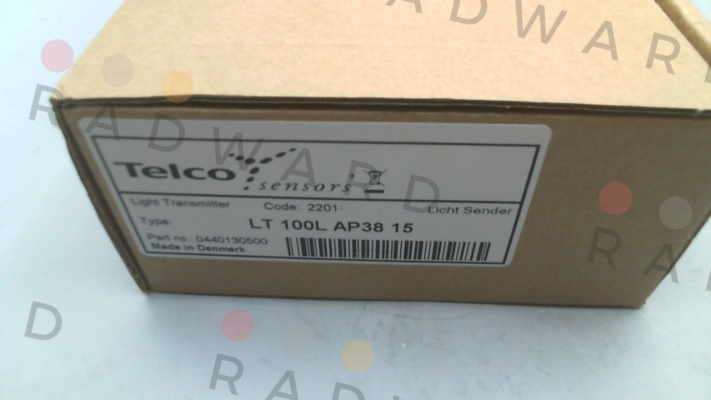 RADWARD
RADWARD
Telco
sensors
Light Transmitter Code: 2201- Licht Sender
Type: LT 100L AP38 15
Part no.: 0440130500
Made in Denmark
RA
D
RADWARD